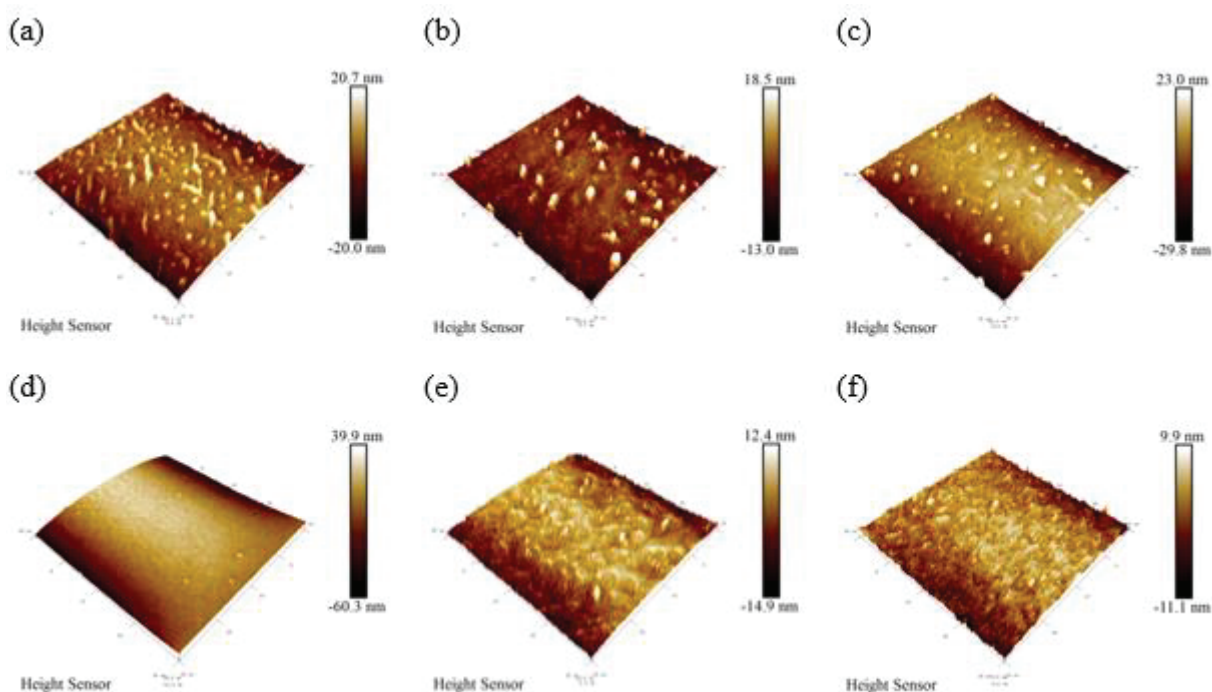 (a)
(b)
(c)
20.7 nm
18.5 nm
23.0 nm
-20.0 nm
-13.0 nm
-29.8 nm
Height Sensor
Height Sensor
Height Sensor
(d)
(e)
(f)
39.9 nm
12.4 nm
9.9 nm
-60.3 nm
-14.9 nm
-11.1 nm
Height Sensor
Height Sensor
Height Sensor